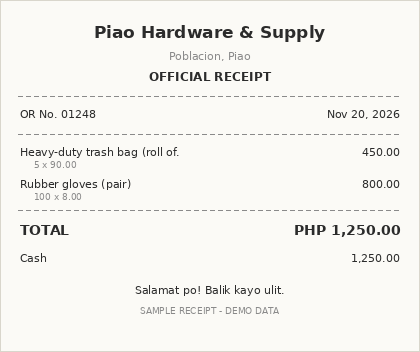 Piao Hardware & Supply
Poblacion, Piao
OFFICIAL RECEIPT
OR No. 01248 Nov 20, 2026
Heavy-duty trash bag (roll of. 450.00
5 x 90.00
Rubber gloves (pair) 800.00
100 x 8.00
TOTAL PHP 1,250.00
Cash 1,250.00
Salamat po! Balik kayo ulit.
SAMPLE RECEIPT - DEMO DATA